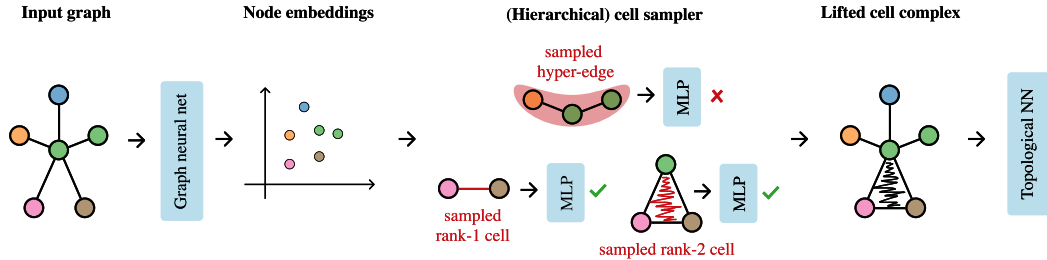 Input graph
Node embeddings
(Hierarchical) cell sampler
Lifted cell complex
Graph neural net
sampled
hyper-edge
MLP
sampled
rank-1 cell
MLP
sampled rank-2 cell
MLP
Topological NN